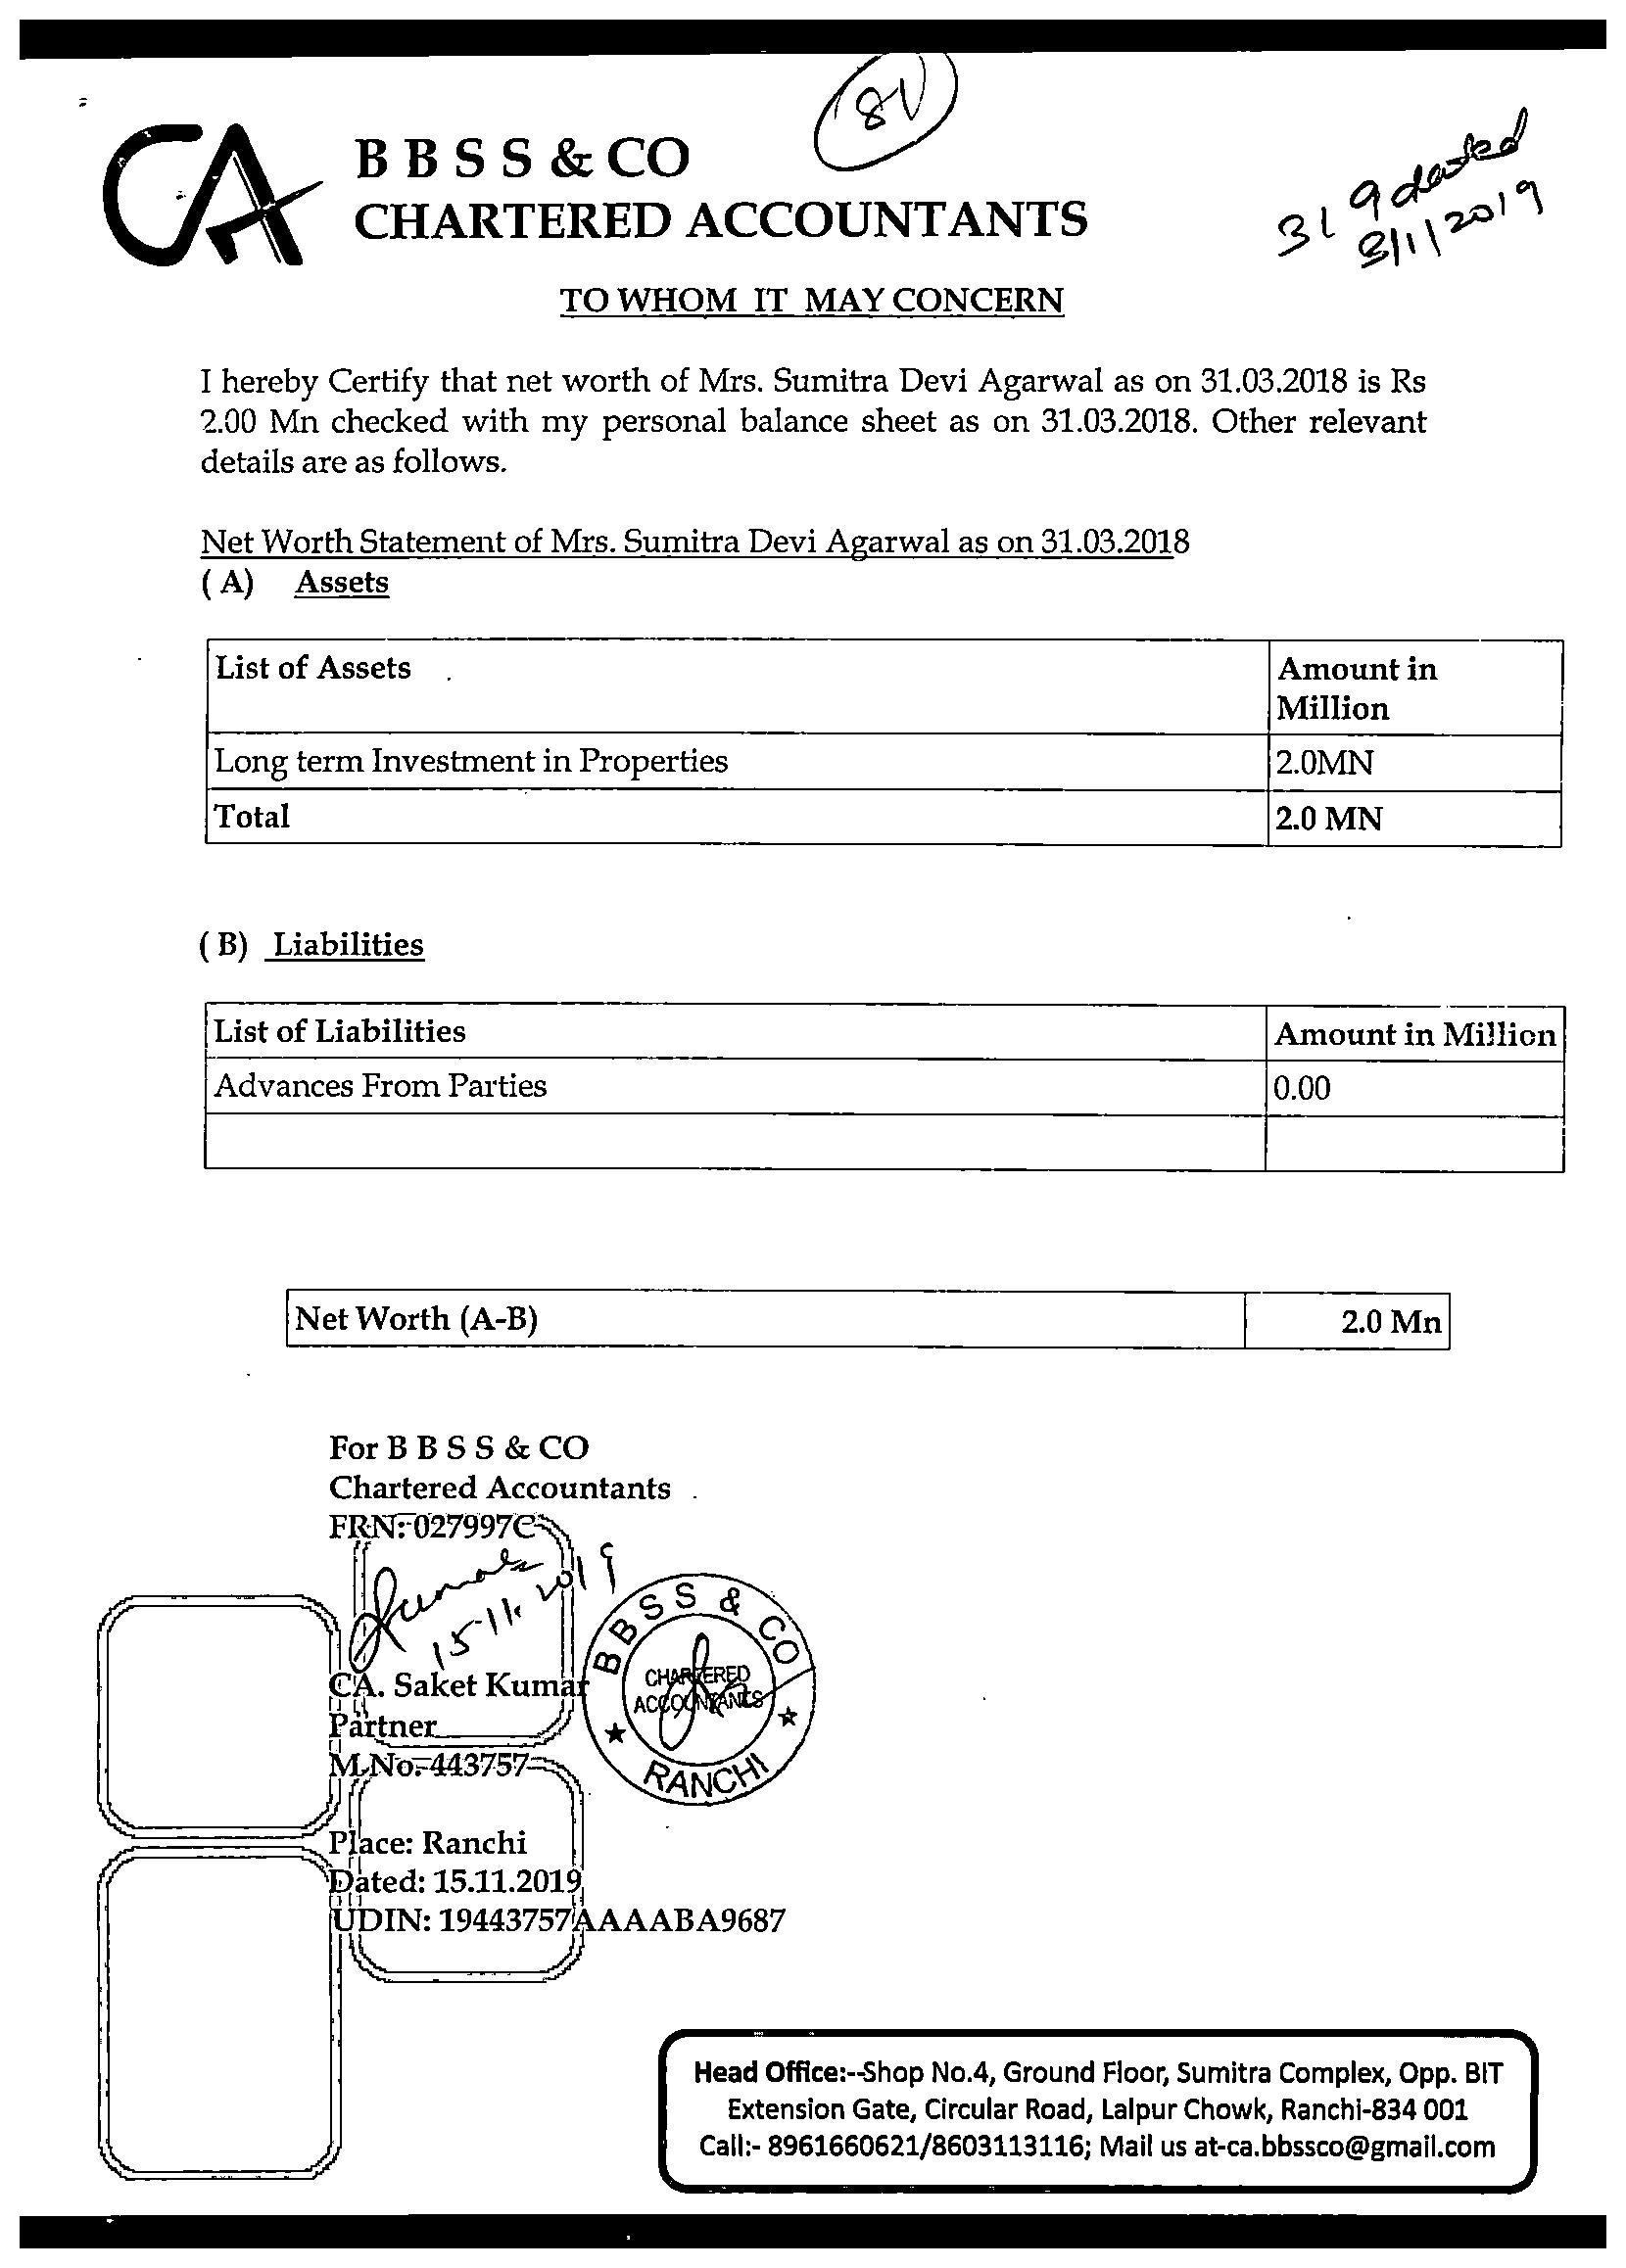 CA
B B S S & CO
CHARTERED ACCOUNTANTS
319 dated
2019
TO WHOM IT MAY CONCERN
I hereby Certify that net worth of Mrs. Sumitra Devi Agarwal as on 31.03.2018 is Rs
2.00 Mn checked with my personal balance sheet as on 31.03.2018. Other relevant
details are as follows.
Net Worth Statement of Mrs. Sumitra Devi Agarwal as on 31.03.2018
( A) Assets
List of Assets Amount in
Million
Long term Investment in Properties 2.0MN
Total 2.0 MN
( B) Liabilities
List of Liabilities Amount in Million
Advances From Parties 0.00
Net Worth (A-B) 2.0 Mn
For B B S S & CO
Chartered Accountants
FRN:-027997C
15-11-2019
CA. Saket Kumar
Partner
M.No.-443757
B B S S & CO
CHARTERED
ACCOUNTANTS
RANCHI
Place: Ranchi
Dated: 15.11.2019
UDIN: 19443757AAAABA9687
Head Office:--Shop No.4, Ground Floor, Sumitra Complex, Opp. BIT
Extension Gate, Circular Road, Lalpur Chowk, Ranchi-834 001
Call:- 8961660621/8603113116; Mail us at-ca.bbssco@gmail.com